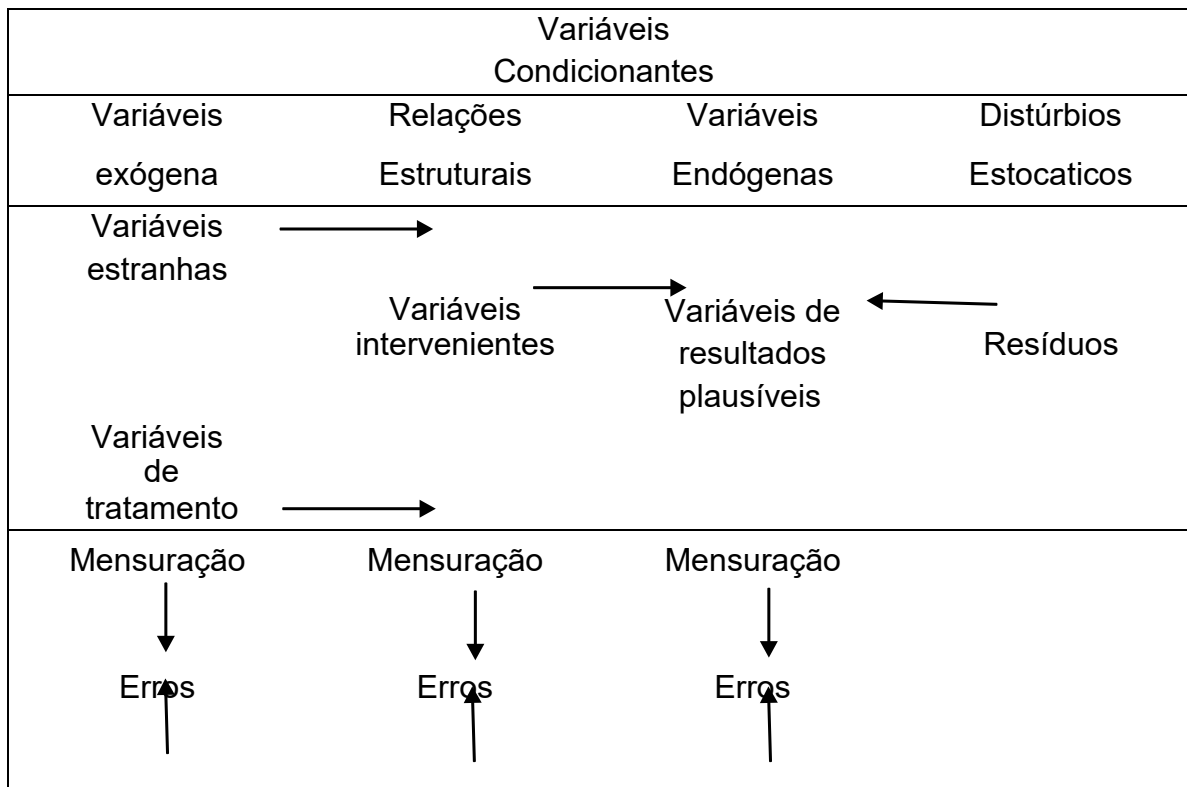 Variáveis
Condicionantes
Variáveis Relações Variáveis Distúrbios
exógena Estruturais Endógenas Estocaticos
Variáveis
estranhas
Variáveis
intervenientes
Variáveis de
resultados
plausíveis
Resíduos
Variáveis
de
tratamento
Mensuração Mensuração Mensuração
Erros Erros Erros